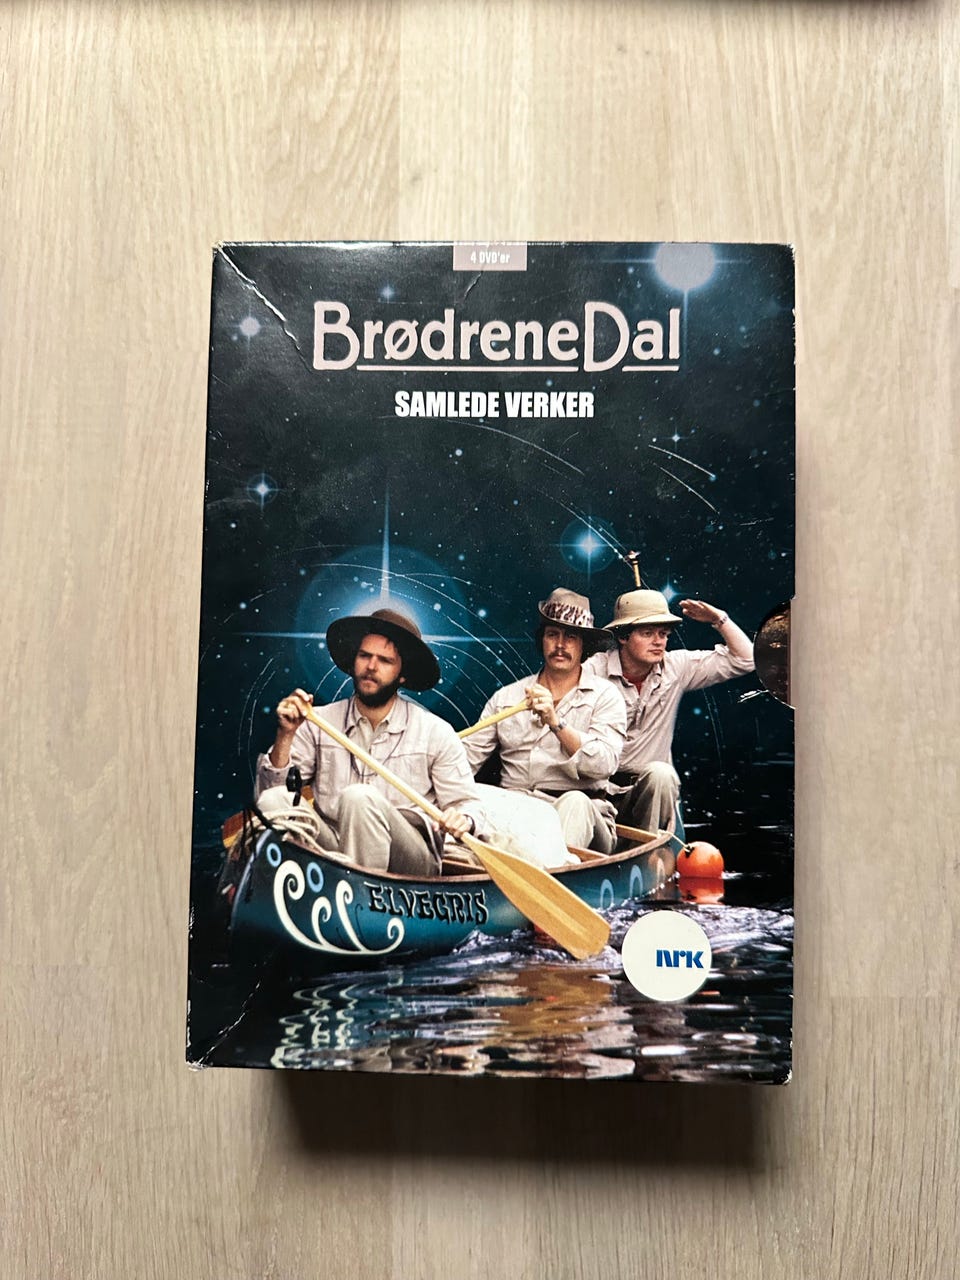 4 DVD'er
BrødreneDal
SAMLEDE VERKER
ELVEGRIS
nrk